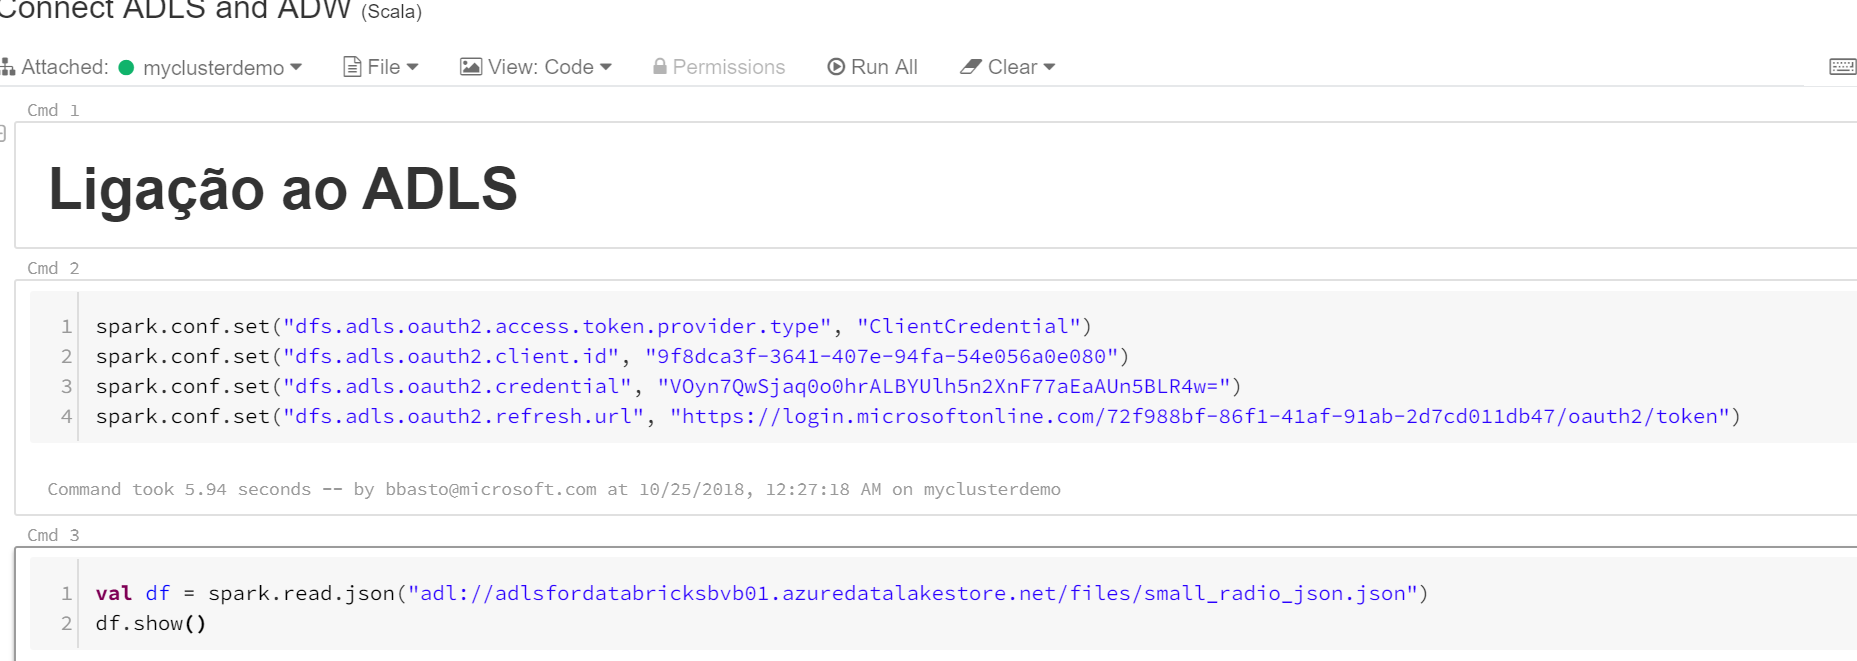 Connect ADLS and ADW (Scala)
Attached: myclusterdemo File View: Code Permissions Run All Clear
Cmd 1
Ligação ao ADLS
Cmd 2
1 spark.conf.set("dfs.adls.oauth2.access.token.provider.type", "ClientCredential")
2 spark.conf.set("dfs.adls.oauth2.client.id", "9f8dca3f-3641-407e-94fa-54e056a0e080")
3 spark.conf.set("dfs.adls.oauth2.credential", "VOyn7QwSjaq0o0hrALBYUlh5n2XnF77aEaAUn5BLR4w=")
4 spark.conf.set("dfs.adls.oauth2.refresh.url", "https://login.microsoftonline.com/72f988bf-86f1-41af-91ab-2d7cd011db47/oauth2/token")
Command took 5.94 seconds -- by bbasto@microsoft.com at 10/25/2018, 12:27:18 AM on myclusterdemo
Cmd 3
1 val df = spark.read.json("adl://adlsfordatabricksbvb01.azuredatalakestore.net/files/small_radio_json.json")
2 df.show()